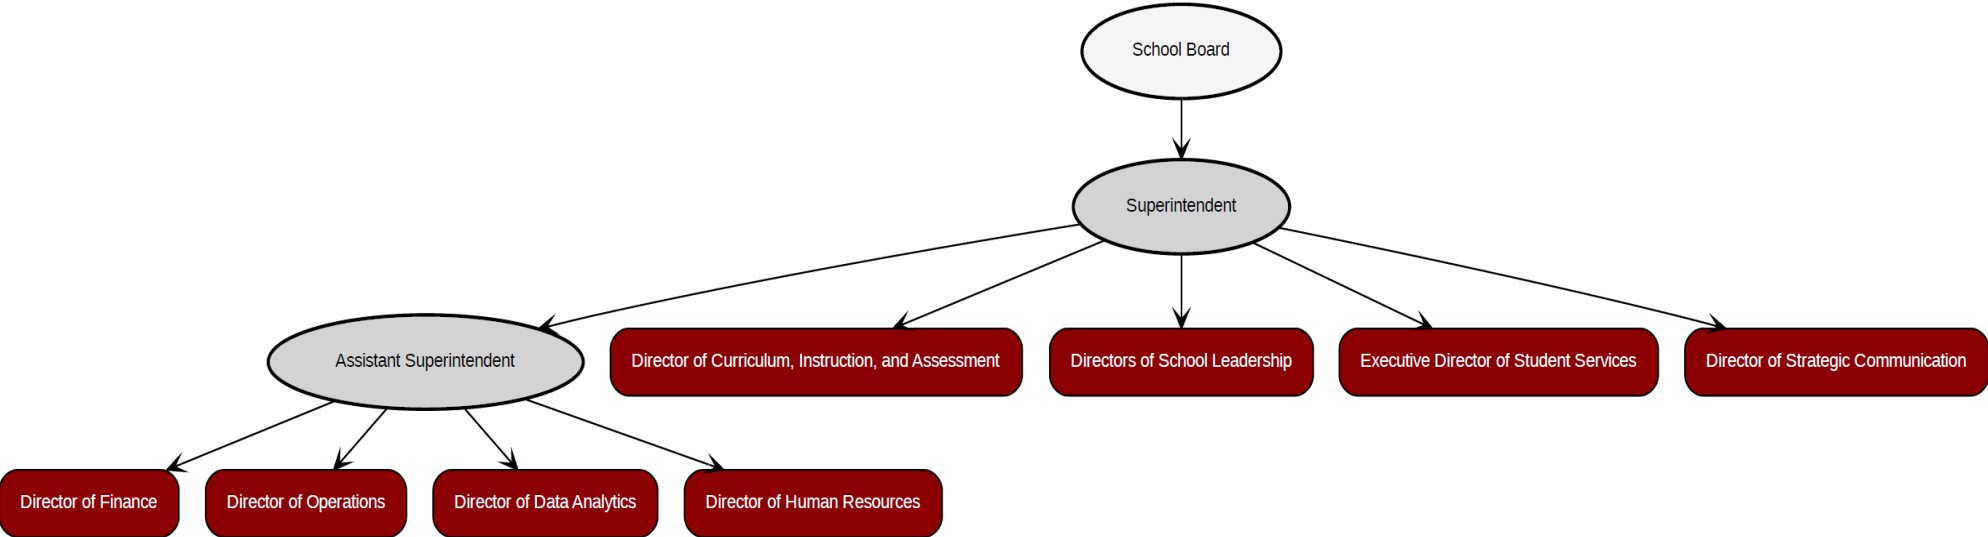 School Board
Superintendent
Assistant Superintendent
Director of Curriculum, Instruction, and Assessment
Directors of School Leadership
Executive Director of Student Services
Director of Strategic Communication
Director of Finance
Director of Operations
Director of Data Analytics
Director of Human Resources